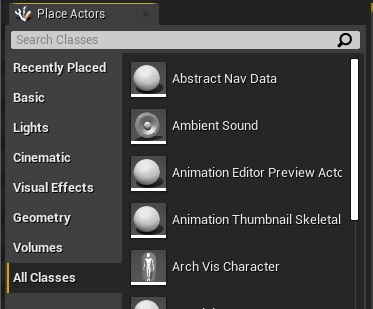 Place Actors
Search Classes
Recently Placed
Basic
Lights
Cinematic
Visual Effects
Geometry
Volumes
All Classes
Abstract Nav Data
Ambient Sound
Animation Editor Preview Actc
Animation Thumbnail Skeletal
Arch Vis Character